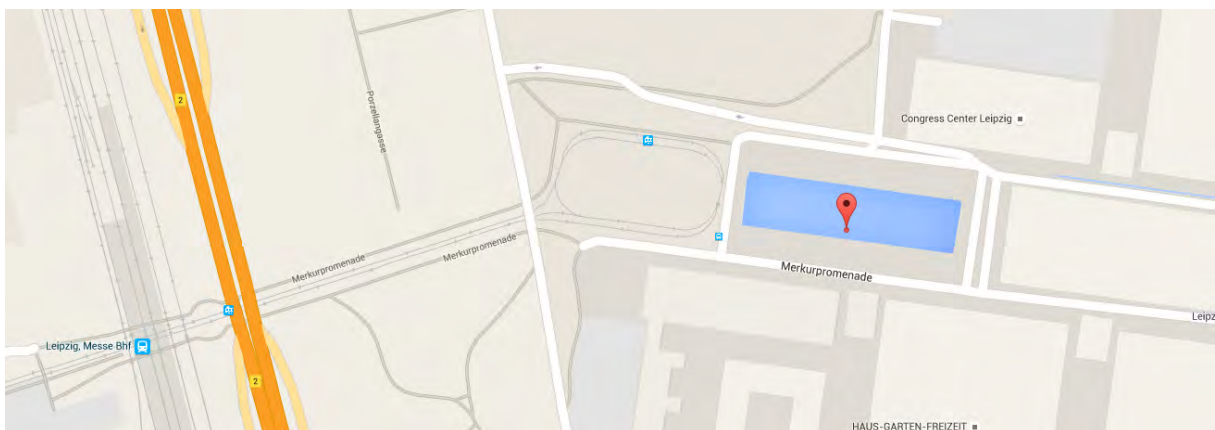 2
Porzellangasse
Congress Center Leipzig
Merkurpromenade
Merkurpromenade
Merkurpromenade
Leipz
Leipzig, Messe Bhf
2
HAUS-GARTEN-FREIZEIT